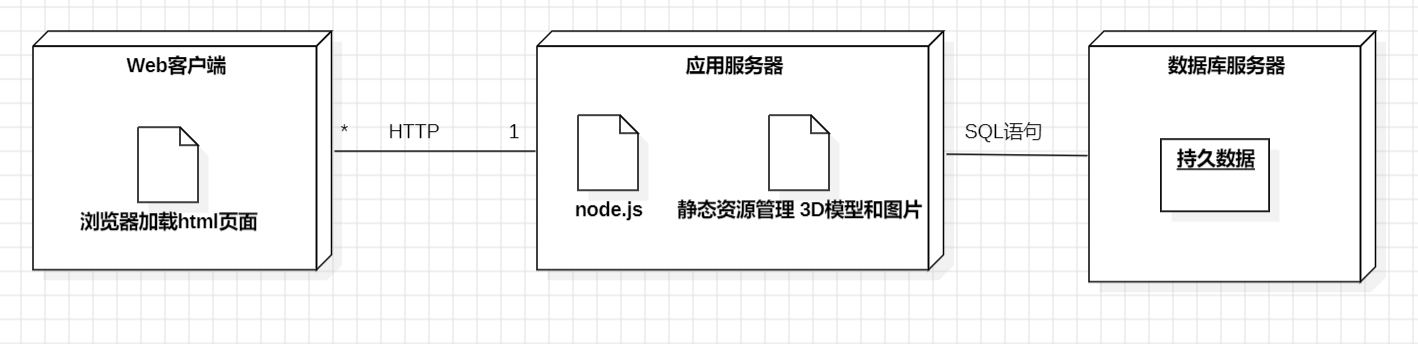 Web客户端
浏览器加载html页面
* HTTP 1
应用服务器
node.js
静态资源管理 3D模型和图片
SQL语句
数据库服务器
持久数据